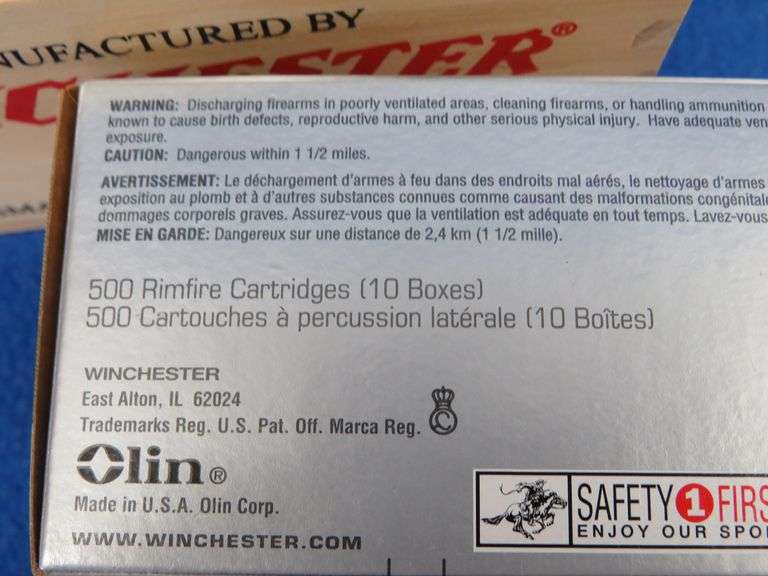 MANUFACTURED BY
WINCHESTER®
WARNING: Discharging firearms in poorly ventilated areas, cleaning firearms, or handling ammunition
known to cause birth defects, reproductive harm, and other serious physical injury. Have adequate ven
exposure.
CAUTION: Dangerous within 1 1/2 miles.
AVERTISSEMENT: Le déchargement d'armes à feu dans des endroits mal aérés, le nettoyage d'armes
exposition au plomb et à d'autres substances connues comme causant des malformations congénitale
dommages corporels graves. Assurez-vous que la ventilation est adéquate en tout temps. Lavez-vous
MISE EN GARDE: Dangereux sur une distance de 2,4 km (1 1/2 mille).
500 Rimfire Cartridges (10 Boxes)
500 Cartouches à percussion latérale (10 Boîtes)
WINCHESTER
East Alton, IL 62024
Trademarks Reg. U.S. Pat. Off. Marca Reg.
Olin®
Made in U.S.A. Olin Corp.
WWW.WINCHESTER.COM
SAFETY 1 FIRS
ENJOY OUR SPO